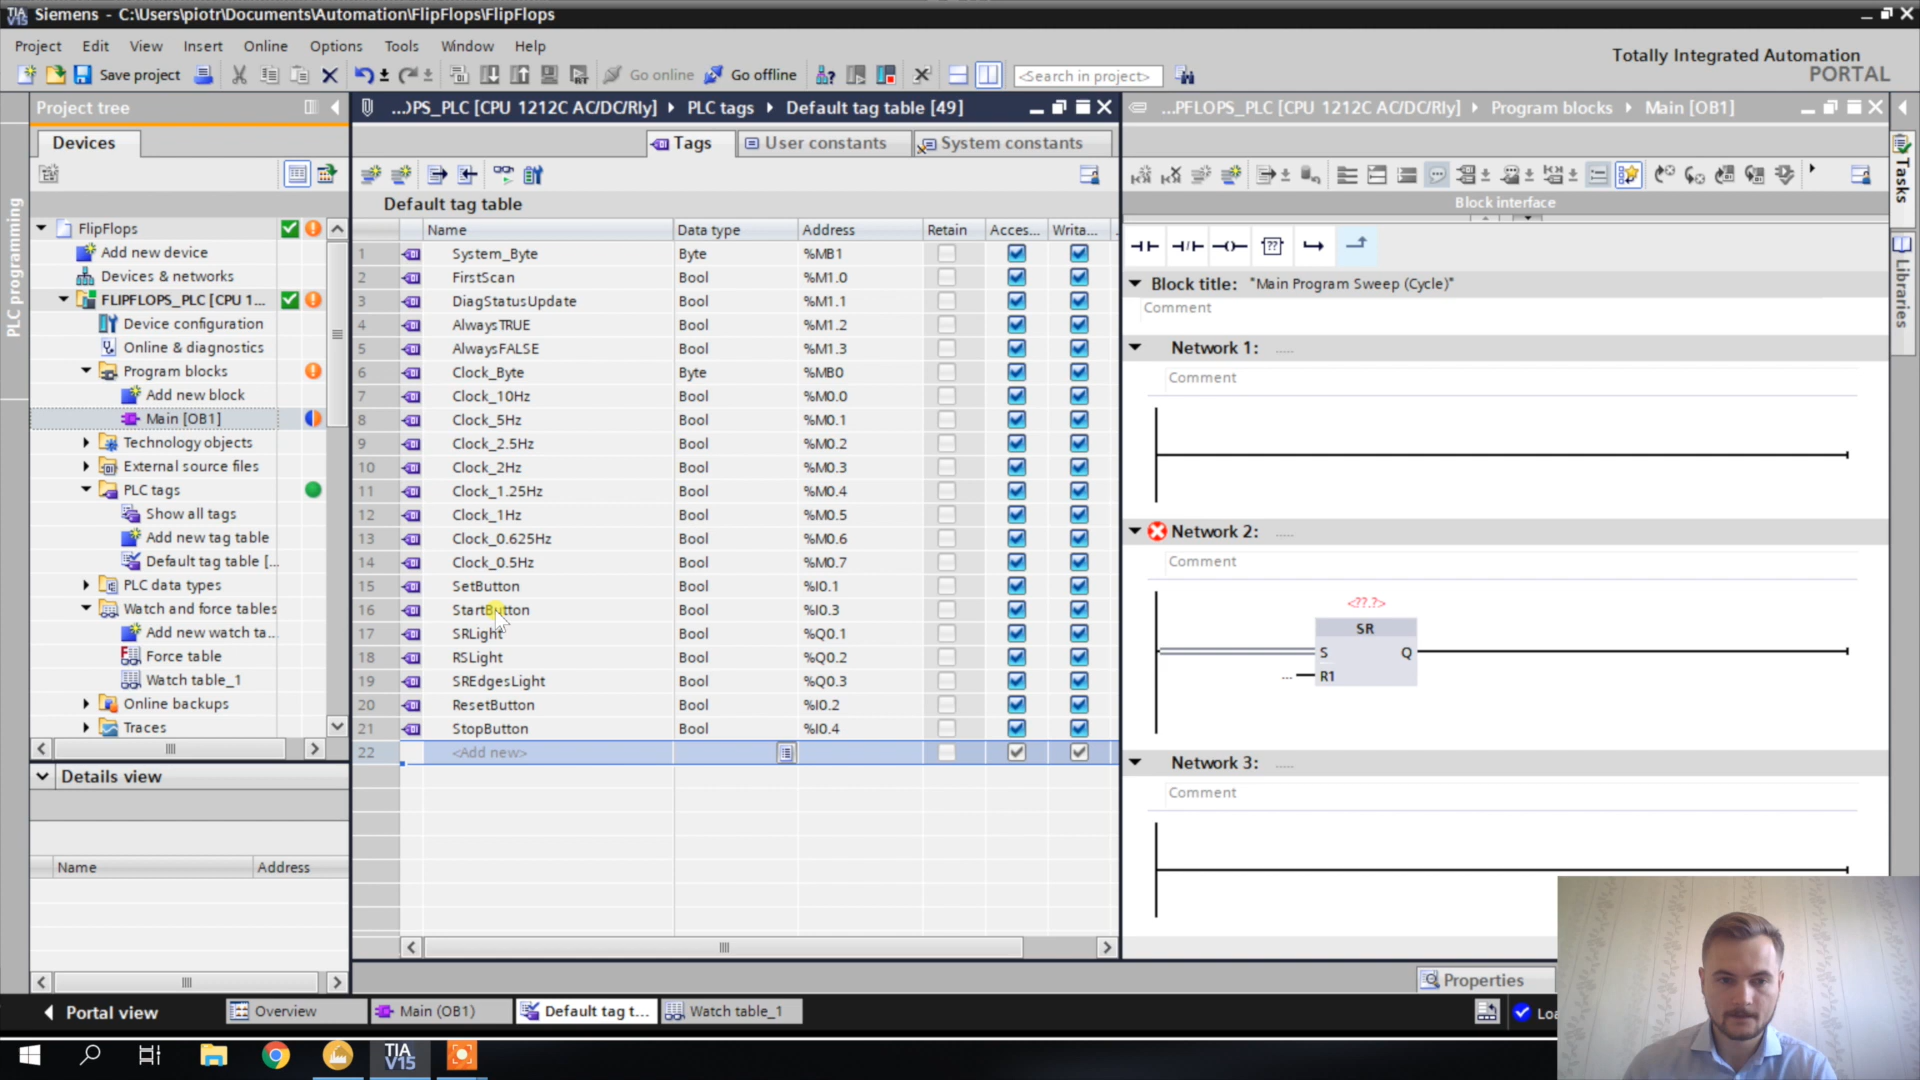 TIA V15 Siemens - C:\Users\piotr\Documents\Automation\FlipFlops\FlipFlops
Project Edit View Insert Online Options Tools Window Help
Totally Integrated Automation
PORTAL
Save project Go online Go offline <Search in project>
Project tree
Devices
PLC programming
FlipFlops
Add new device
Devices & networks
FLIPFLOPS_PLC [CPU 1...
Device configuration
Online & diagnostics
Program blocks
Add new block
Main [OB1]
Technology objects
External source files
PLC tags
Show all tags
Add new tag table
Default tag table [...
PLC data types
Watch and force tables
Add new watch ta...
Force table
Watch table_1
Online backups
Traces
Details view
Name Address
...)PS_PLC [CPU 1212C AC/DC/Rly] PLC tags Default tag table [49]
Tags User constants System constants
Default tag table
Name Data type Address Retain Acces... Writa...
1 System_Byte Byte %MB1
2 FirstScan Bool %M1.0
3 DiagStatusUpdate Bool %M1.1
4 AlwaysTRUE Bool %M1.2
5 AlwaysFALSE Bool %M1.3
6 Clock_Byte Byte %MB0
7 Clock_10Hz Bool %M0.0
8 Clock_5Hz Bool %M0.1
9 Clock_2.5Hz Bool %M0.2
10 Clock_2Hz Bool %M0.3
11 Clock_1.25Hz Bool %M0.4
12 Clock_1Hz Bool %M0.5
13 Clock_0.625Hz Bool %M0.6
14 Clock_0.5Hz Bool %M0.7
15 SetButton Bool %I0.1
16 StartButton Bool %I0.3
17 SRLight Bool %Q0.1
18 RSLight Bool %Q0.2
19 SREdgesLight Bool %Q0.3
20 ResetButton Bool %I0.2
21 StopButton Bool %I0.4
22 <Add new>
...PFLOPS_PLC [CPU 1212C AC/DC/Rly] Program blocks Main [OB1]
Block interface
??
Block title: "Main Program Sweep (Cycle)"
Comment
Network 1: .....
Comment
Network 2: .....
Comment
<??.?>
SR
S Q
... R1
Network 3: .....
Comment
Tasks
Libraries
Properties
Portal view Overview Main (OB1) Default tag t... Watch table_1 Loa
TIA V15